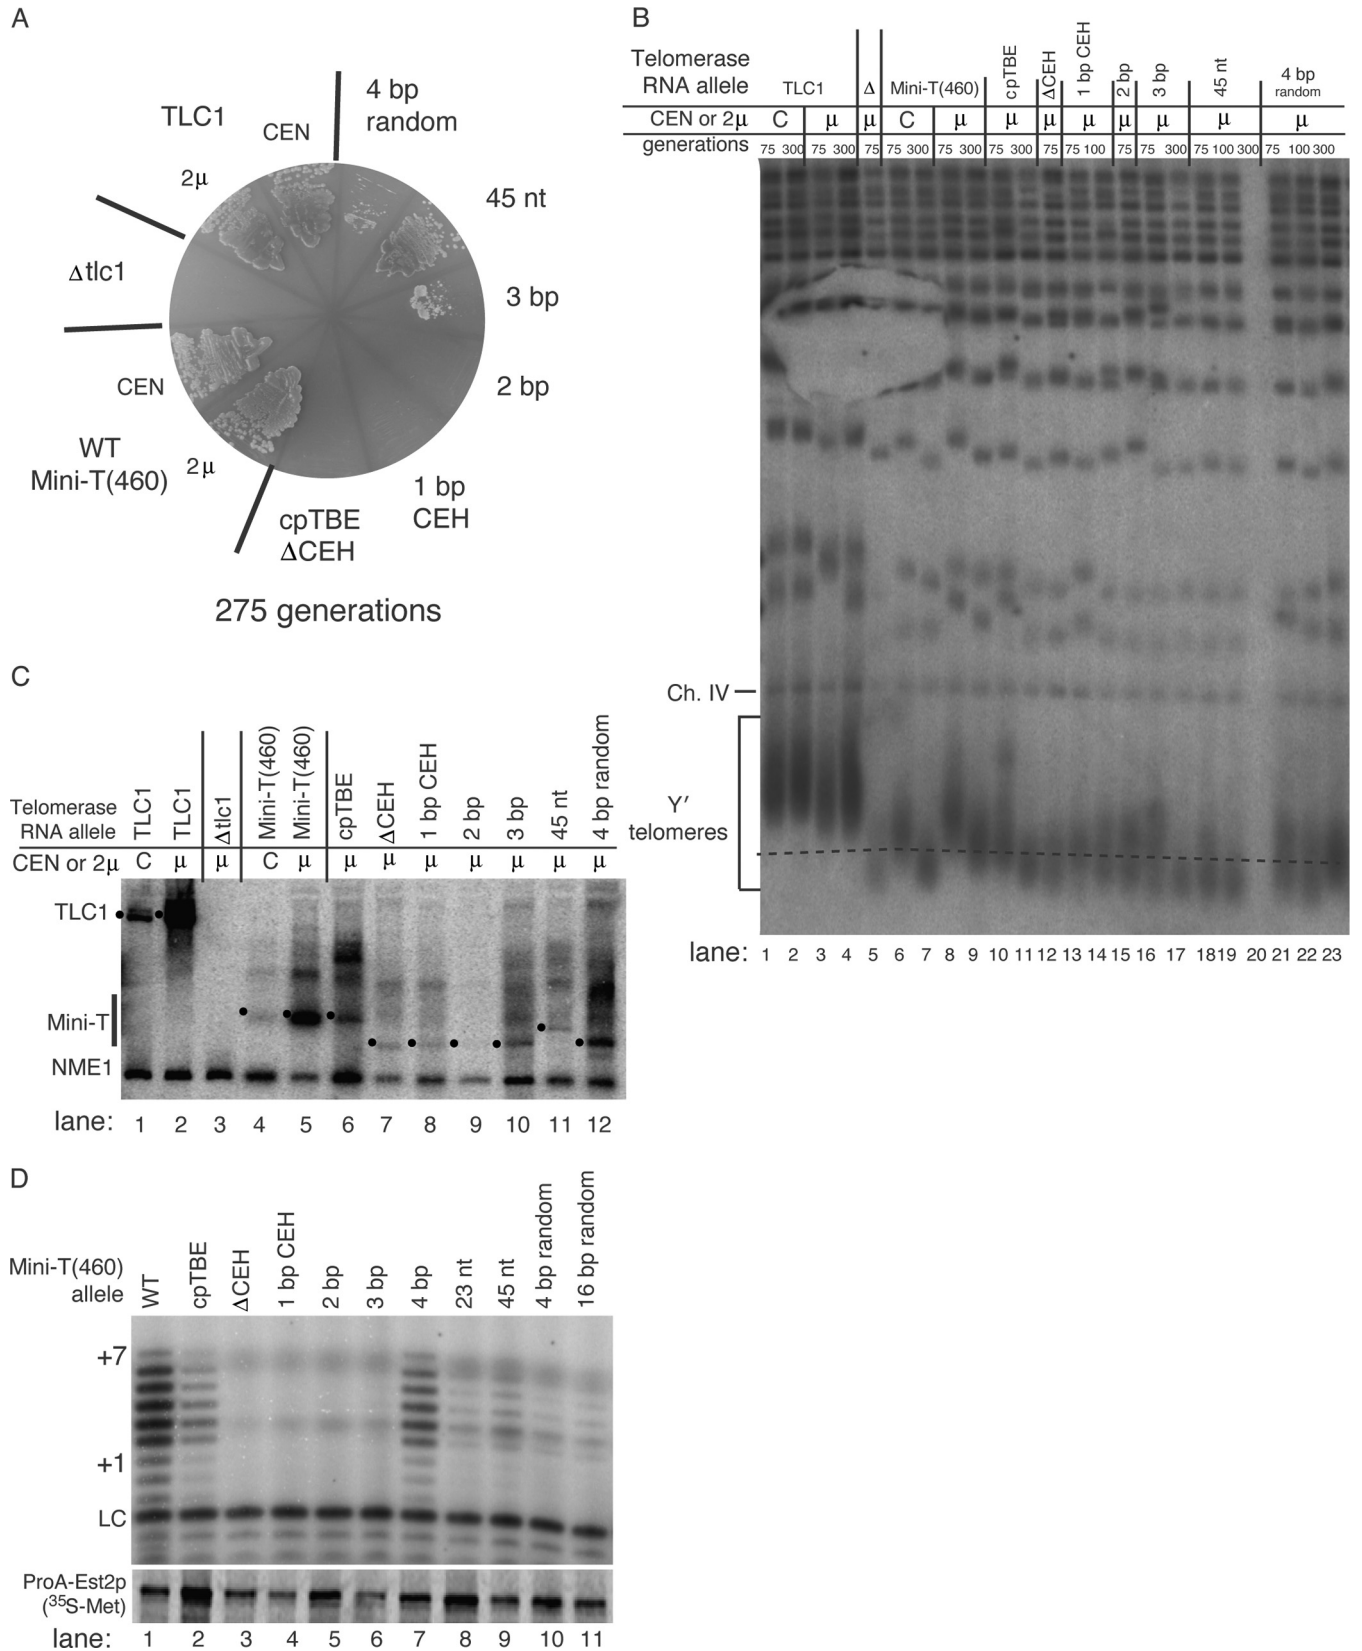 A
TLC1
CEN
2µ
4 bp
random
Δtlc1
45 nt
3 bp
CEN
2 bp
WT
Mini-T(460)
2µ
1 bp
CEH
cpTBE
ΔCEH
275 generations
B
Telomerase
RNA allele
TLC1
Δ
Mini-T(460)
cpTBE
ΔCEH
1 bp CEH
2 bp
3 bp
45 nt
4 bp
random
CEN or 2µ
C µ µ C µ µ µ µ µ µ µ µ
generations
75 300 75 300 75 75 300 75 300 75 300 75 75 100 75 75 300 75 100 300 75 100 300
Ch. IV
Y′
telomeres
lane: 1 2 3 4 5 6 7 8 9 10 11 12 13 14 15 16 17 18 19 20 21 22 23
C
Telomerase
RNA allele
TLC1
TLC1
Δtlc1
Mini-T(460)
Mini-T(460)
cpTBE
ΔCEH
1 bp CEH
2 bp
3 bp
45 nt
4 bp random
CEN or 2µ
C µ µ C µ µ µ µ µ µ µ µ
TLC1
Mini-T
NME1
lane: 1 2 3 4 5 6 7 8 9 10 11 12
D
Mini-T(460)
allele
WT
cpTBE
ΔCEH
1 bp CEH
2 bp
3 bp
4 bp
23 nt
45 nt
4 bp random
16 bp random
+7
+1
LC
ProA-Est2p
(³⁵S-Met)
lane: 1 2 3 4 5 6 7 8 9 10 11